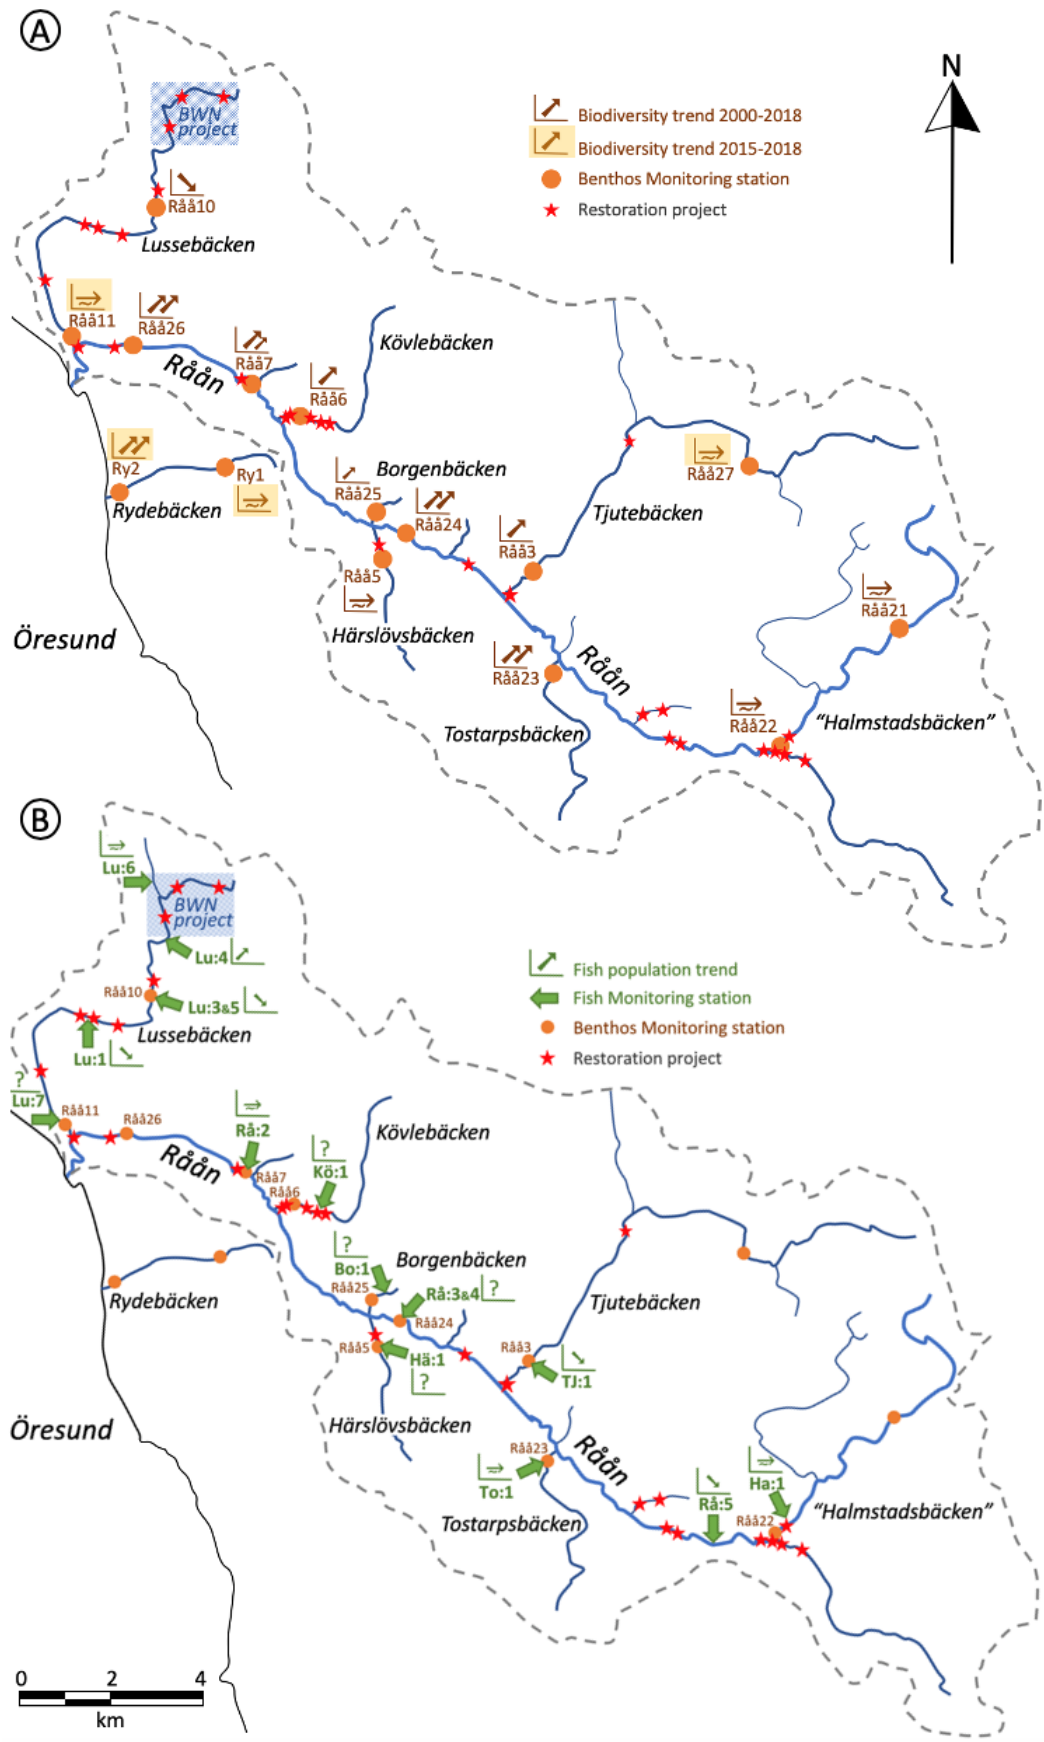 A
N
BWN
project
Biodiversity trend 2000-2018
Biodiversity trend 2015-2018
Benthos Monitoring station
Restoration project
Råå10
Lussebäcken
Råå11
Råå26
Råån
Råå7
Kövlebäcken
Råå6
Ry2
Ry1
Rydebäcken
Borgenbäcken
Råå25
Råå24
Råå27
Tjutebäcken
Råå3
Råå5
Härslövsbäcken
Öresund
Råå21
Råå23
Råån
Råå22
"Halmstadsbäcken"
Tostarpsbäcken
B
Lu:6
BWN
project
Lu:4
Fish population trend
Fish Monitoring station
Benthos Monitoring station
Restoration project
Råå10
Lu:3&5
Lussebäcken
Lu:1
?
Lu:7
Råå11
Råå26
Råån
Rå:2
Råå7
Kövlebäcken
?
Kö:1
Råå6
?
Bo:1
Borgenbäcken
Råå25
Rå:3&4
?
Råå24
Rydebäcken
Tjutebäcken
Råå5
Hä:1
?
Råå3
TJ:1
Härslövsbäcken
Öresund
Råå23
Råån
To:1
Rå:5
Ha:1
Råå22
"Halmstadsbäcken"
Tostarpsbäcken
0 2 4
km